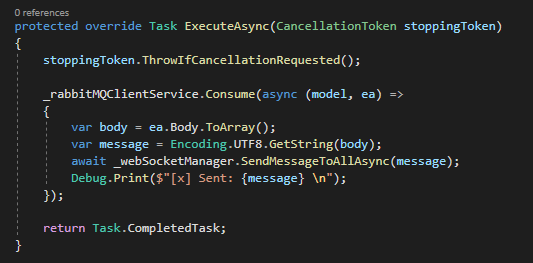 0 references
protected override Task ExecuteAsync(CancellationToken stoppingToken)
{
stoppingToken.ThrowIfCancellationRequested();
_rabbitMQClientService.Consume(async (model, ea) =>
{
var body = ea.Body.ToArray();
var message = Encoding.UTF8.GetString(body);
await _webSocketManager.SendMessageToAllAsync(message);
Debug.Print($"[x] Sent: {message} \n");
});
return Task.CompletedTask;
}